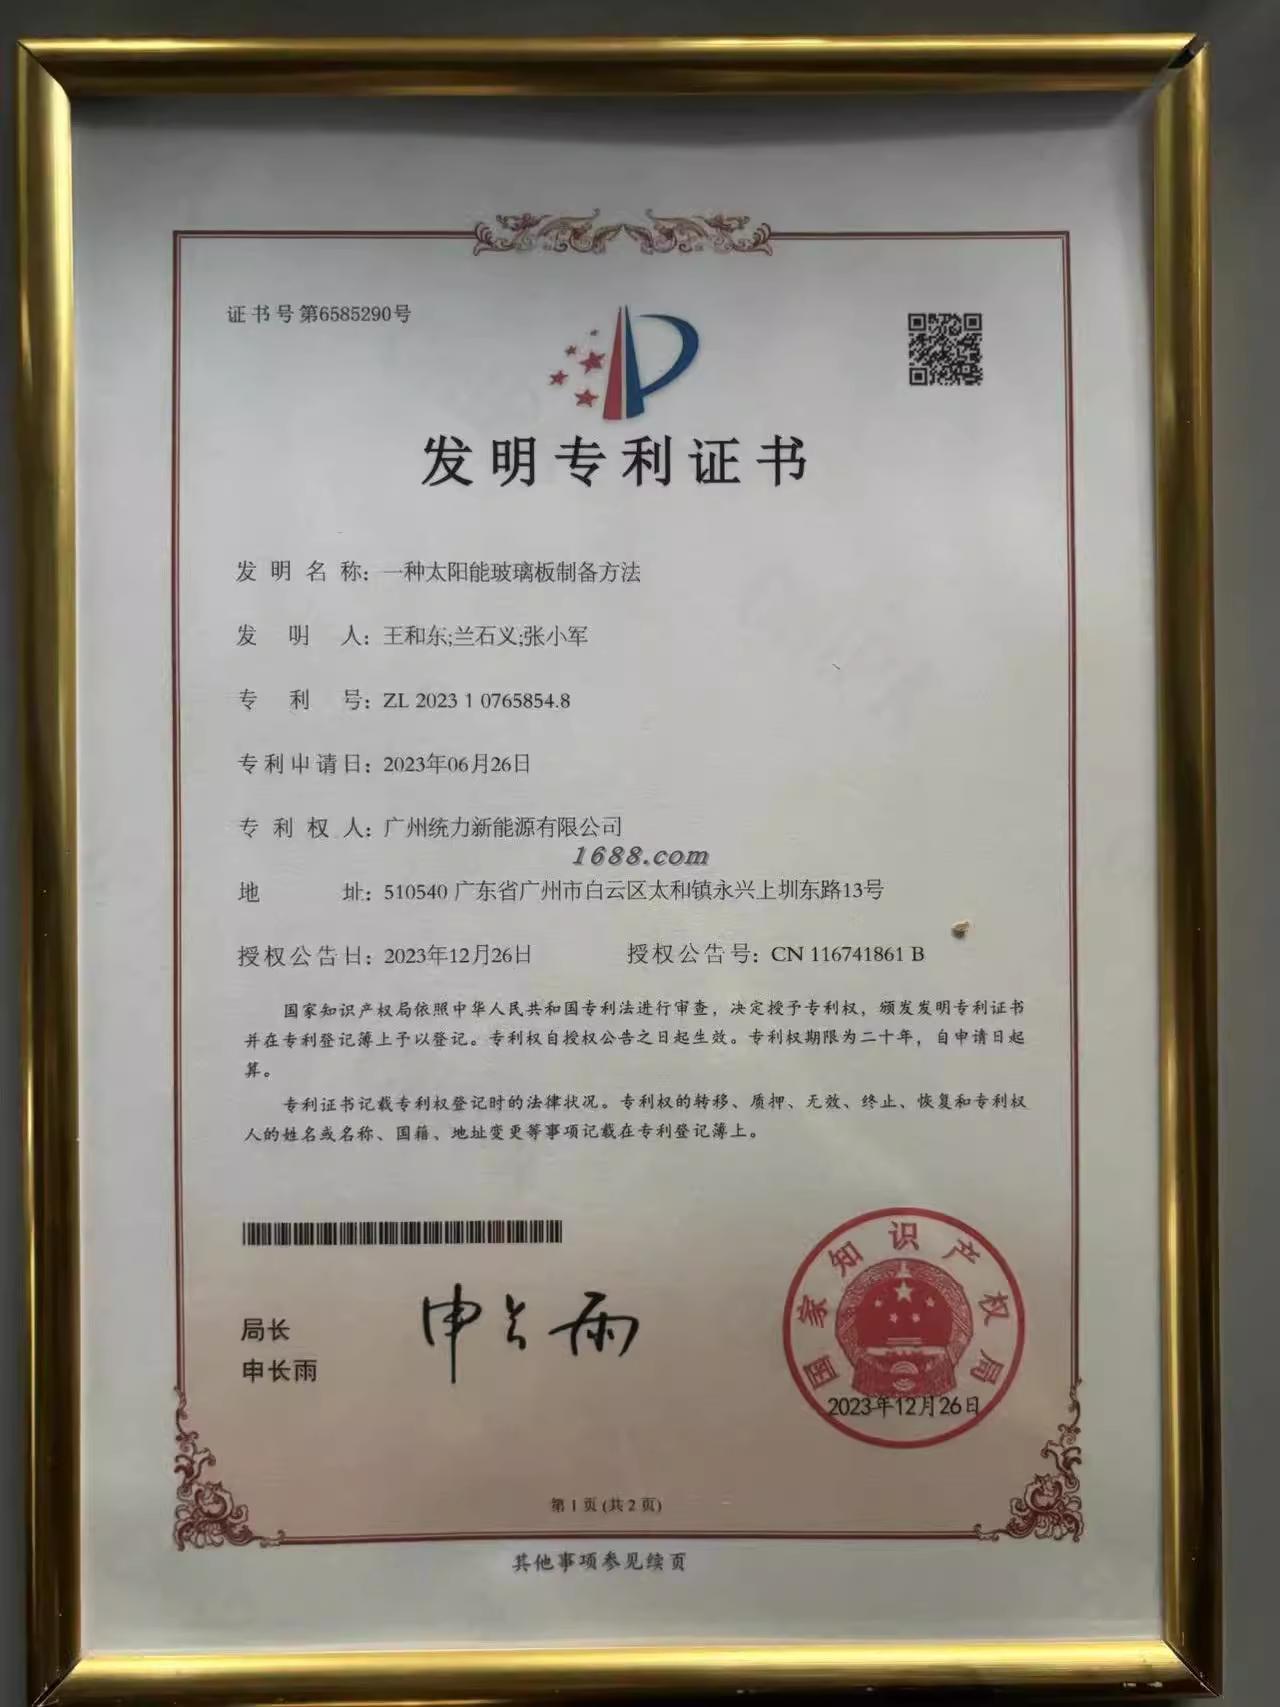 证书号第6585290号
发明专利证书
发明名称：一种太阳能玻璃板制备方法
发明人：王和东;兰石义;张小军
专利号：ZL 2023 1 0765854.8
专利申请日：2023年06月26日
专利权人：广州统力新能源有限公司
1688.com
地址：510540 广东省广州市白云区太和镇永兴上圳东路13号
授权公告日：2023年12月26日 授权公告号：CN 116741861 B
国家知识产权局依照中华人民共和国专利法进行审查，决定授予专利权，颁发发明专利证书
并在专利登记簿上予以登记。专利权自授权公告之日起生效。专利权期限为二十年，自申请日起
算。
专利证书记载专利权登记时的法律状况。专利权的转移、质押、无效、终止、恢复和专利权
人的姓名或名称、国籍、地址变更等事项记载在专利登记簿上。
局长
申长雨
申长雨
国家知识产权局
2023年12月26日
第 1 页 (共 2 页)
其他事项参见续页